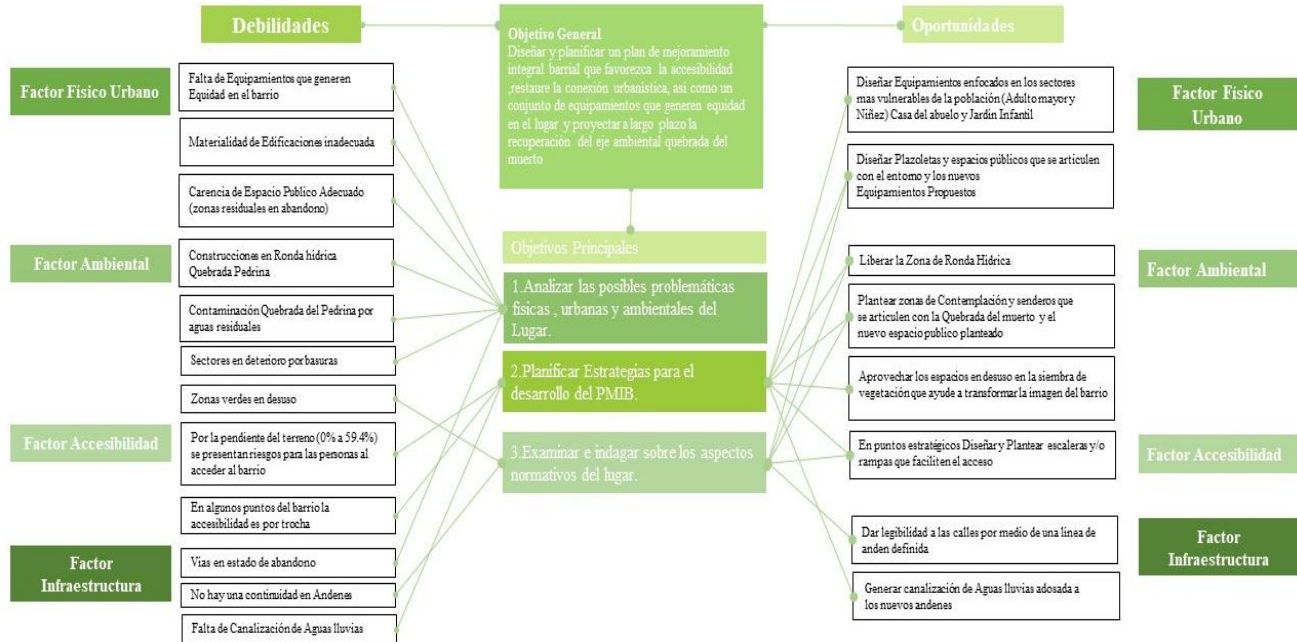 Debilidades
Factor Físico Urbano
Falta de Equipamientos que generen
Equidad en el barrio
Materialidad de Edificaciones inadecuada
Carencia de Espacio Publico Adecuado
(zonas residuales en abandono)
Factor Ambiental
Construcciones en Ronda hídrica
Quebrada Pedrina
Contaminación Quebrada del Pedrina por
aguas residuales
Sectores en deterioro por basuras
Zonas verdes en desuso
Factor Accesibilidad
Por la pendiente del terreno (0% a 59.4%)
se presentan riesgos para las personas al
acceder al barrio
En algunos puntos del barrio la
accesibilidad es por trocha
Factor
Infraestructura
Vias en estado de abandono
No hay una continuidad en Andenes
Falta de Canalización de Aguas lluvias
Objetivo General
Diseñar y planificar un plan de mejoramiento
integral barrial que favorezca la accesibilidad
,restaure la conexión urbanistica, asi como un
conjunto de equipamientos que generen equidad
en el lugar y proyectar a largo plazo la
recuperación del eje ambiental quebrada del
muerto
Objetivos Principales
1.Analizar las posibles problemáticas
fisicas , urbanas y ambientales del
Lugar.
2.Planificar Estrategias para el
desarrollo del PMIB.
3.Examinar e indagar sobre los aspectos
normativos del lugar.
Oportunidades
Diseñar Equipamientos enfocados en los sectores
mas vulnerables de la población (Adulto mayor y
Niñez) Casa del abuelo y Jardin Infantil
Factor Físico
Urbano
Diseñar Plazoletas y espacios públicos que se articulen
con el entorno y los nuevos
Equipamientos Propuestos
Liberar la Zona de Ronda Hídrica
Factor Ambiental
Plantear zonas de Contemplación y senderos que
se articulen con la Quebrada del muerto y el
nuevo espacio publico planteado
Aprovechar los espacios en desuso en la siembra de
vegetación que ayude a transformar la imagen del barrio
En puntos estratégicos Diseñar y Plantear escaleras y/o
rampas que faciliten el acceso
Factor Accesibilidad
Dar legibilidad a las calles por medio de una linea de
anden definida
Factor
Infraestructura
Generar canalización de Aguas lluvias adosada a
los nuevos andenes